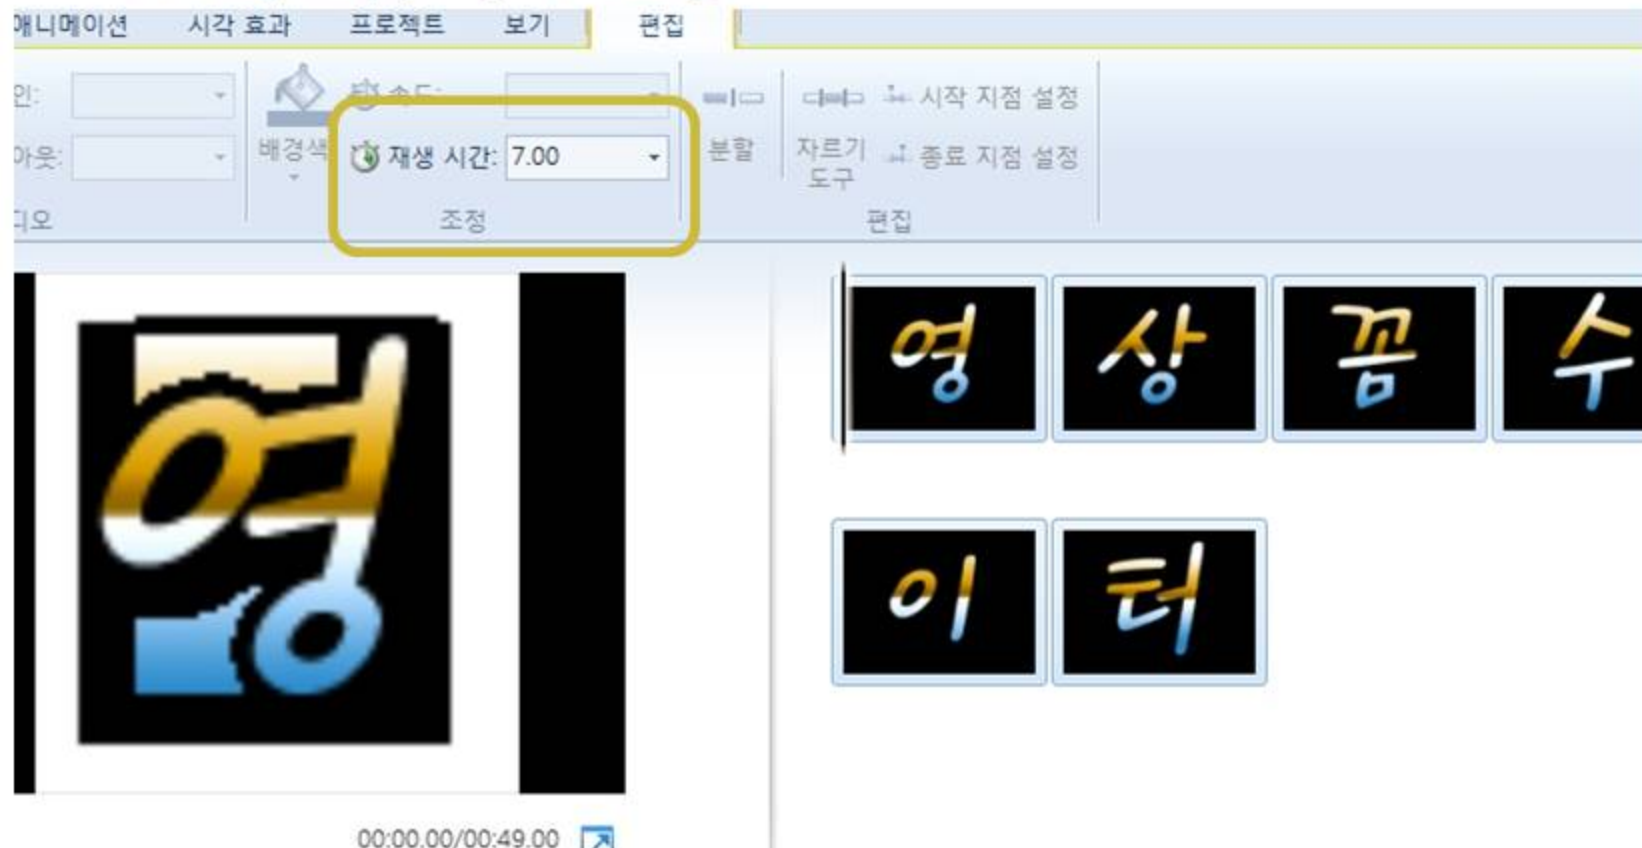 애니메이션 시각 효과 프로젝트 보기 편집
인: 속도:
시작 지점 설정
아웃: 배경색 재생 시간: 7.00 분할 자르기 도구 종료 지점 설정
조정 편집
영 상 꼼 수
영
이 터
00:00.00/00:49.00